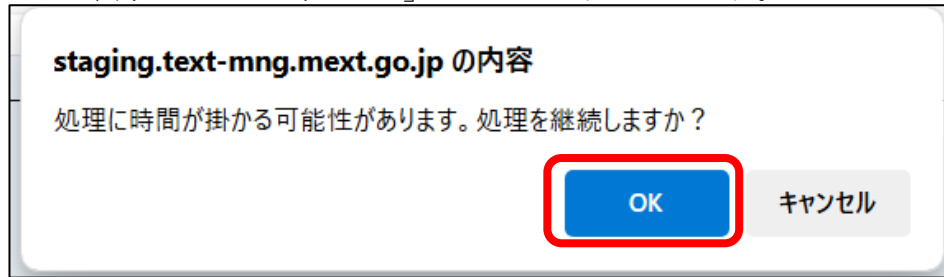 staging.text-mng.mext.go.jp の内容
処理に時間が掛かる可能性があります。処理を継続しますか？
OK
キャンセル